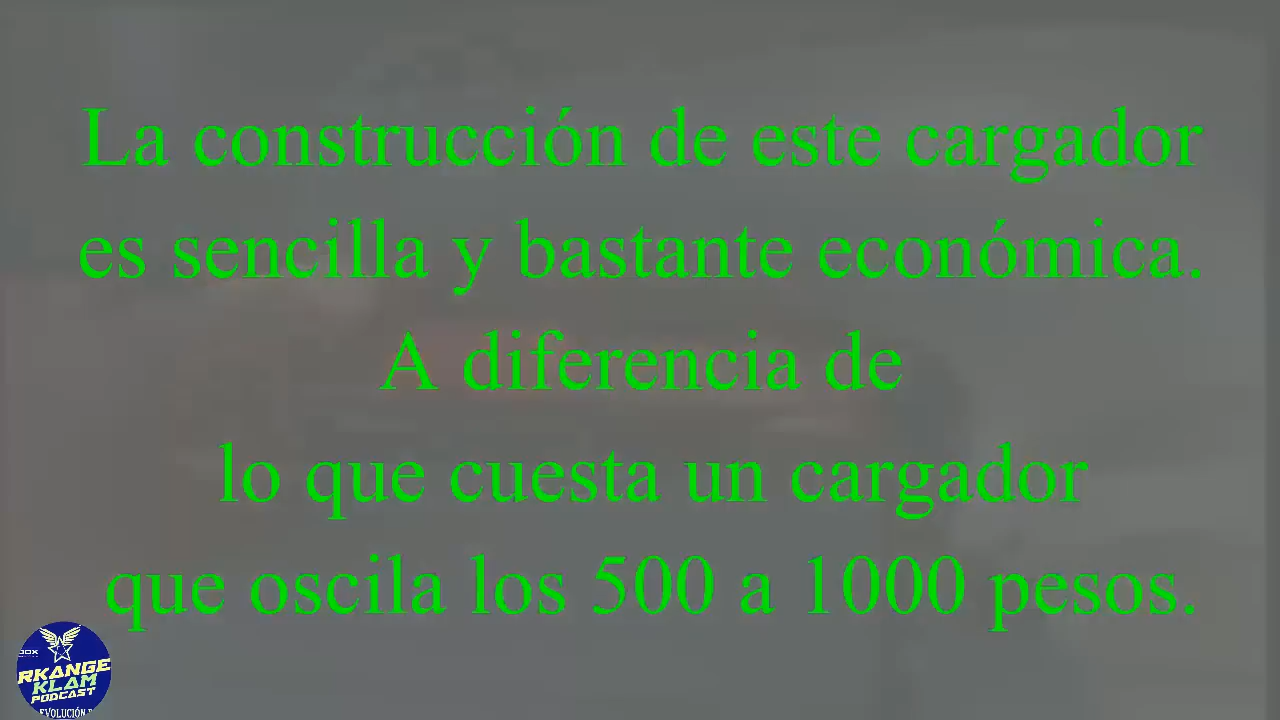 La construcción de este cargador
es sencilla y bastante económica.
A diferencia de
lo que cuesta un cargador
que oscila los 500 a 1000 pesos.
RKANGE
KLAM
PODCAST